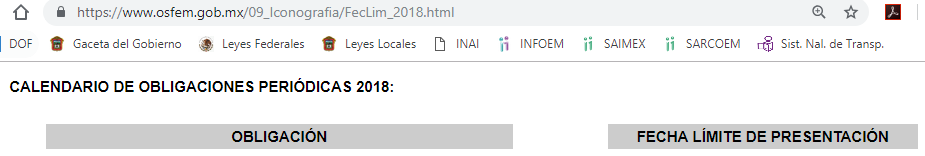 https://www.osfem.gob.mx/09_Iconografia/FecLim_2018.html
DOF Gaceta del Gobierno Leyes Federales Leyes Locales INAI INFOEM SAIMEX SARCOEM Sist. Nal. de Transp.
CALENDARIO DE OBLIGACIONES PERIÓDICAS 2018:
OBLIGACIÓN FECHA LÍMITE DE PRESENTACIÓN